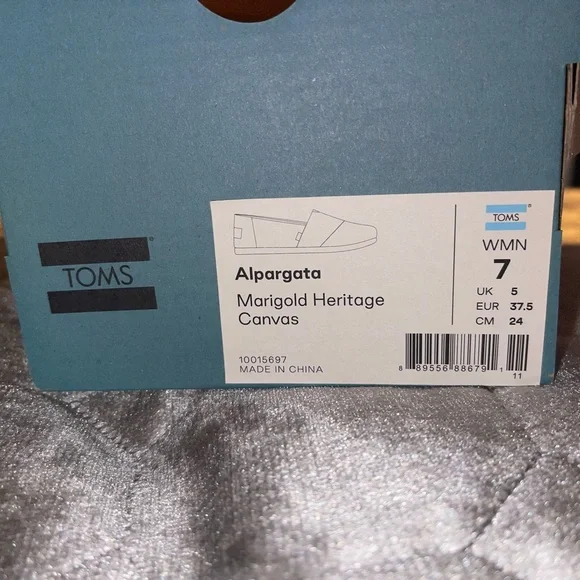 TOMS
Alpargata
Marigold Heritage
Canvas
10015697
MADE IN CHINA
TOMS
WMN
7
UK 5
EUR 37.5
CM 24
8 89556 88679 1
11